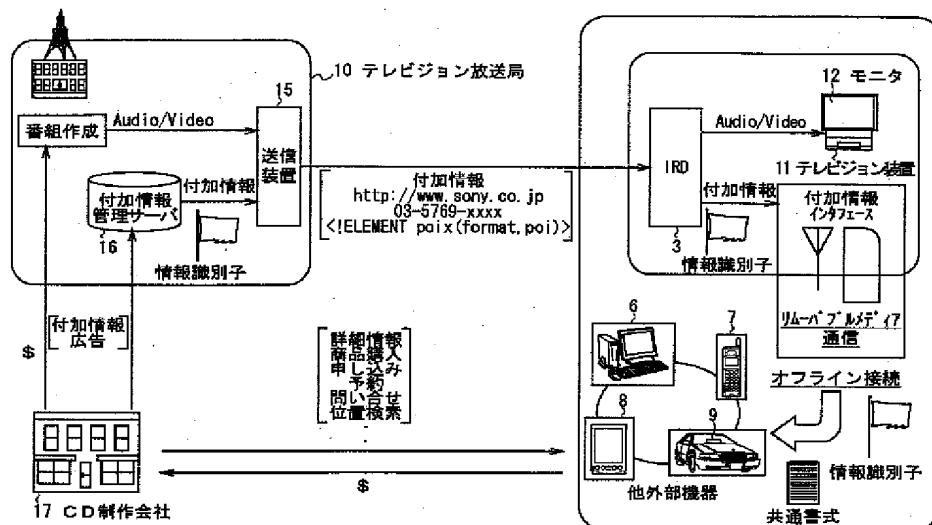 10 テレビジョン放送局
番組作成
Audio/Video
15
送信
装置
付加情報
管理サーバ
16
付加情報
情報識別子
付加情報
http://www.sony.co.jp
03-5769-xxxx
<!ELEMENT poix(format,poi)>
12 モニタ
Audio/Video
11 テレビジョン装置
IRD
3
付加情報
情報識別子
付加情報
インタフェース
リムーバブルメディア
通信
付加情報
広告
$
詳細情報
商品購入
申し込み
予約
問い合せ
位置検索
$
17 CD制作会社
6
7
8
9
他外部機器
オフライン接続
情報識別子
共通書式